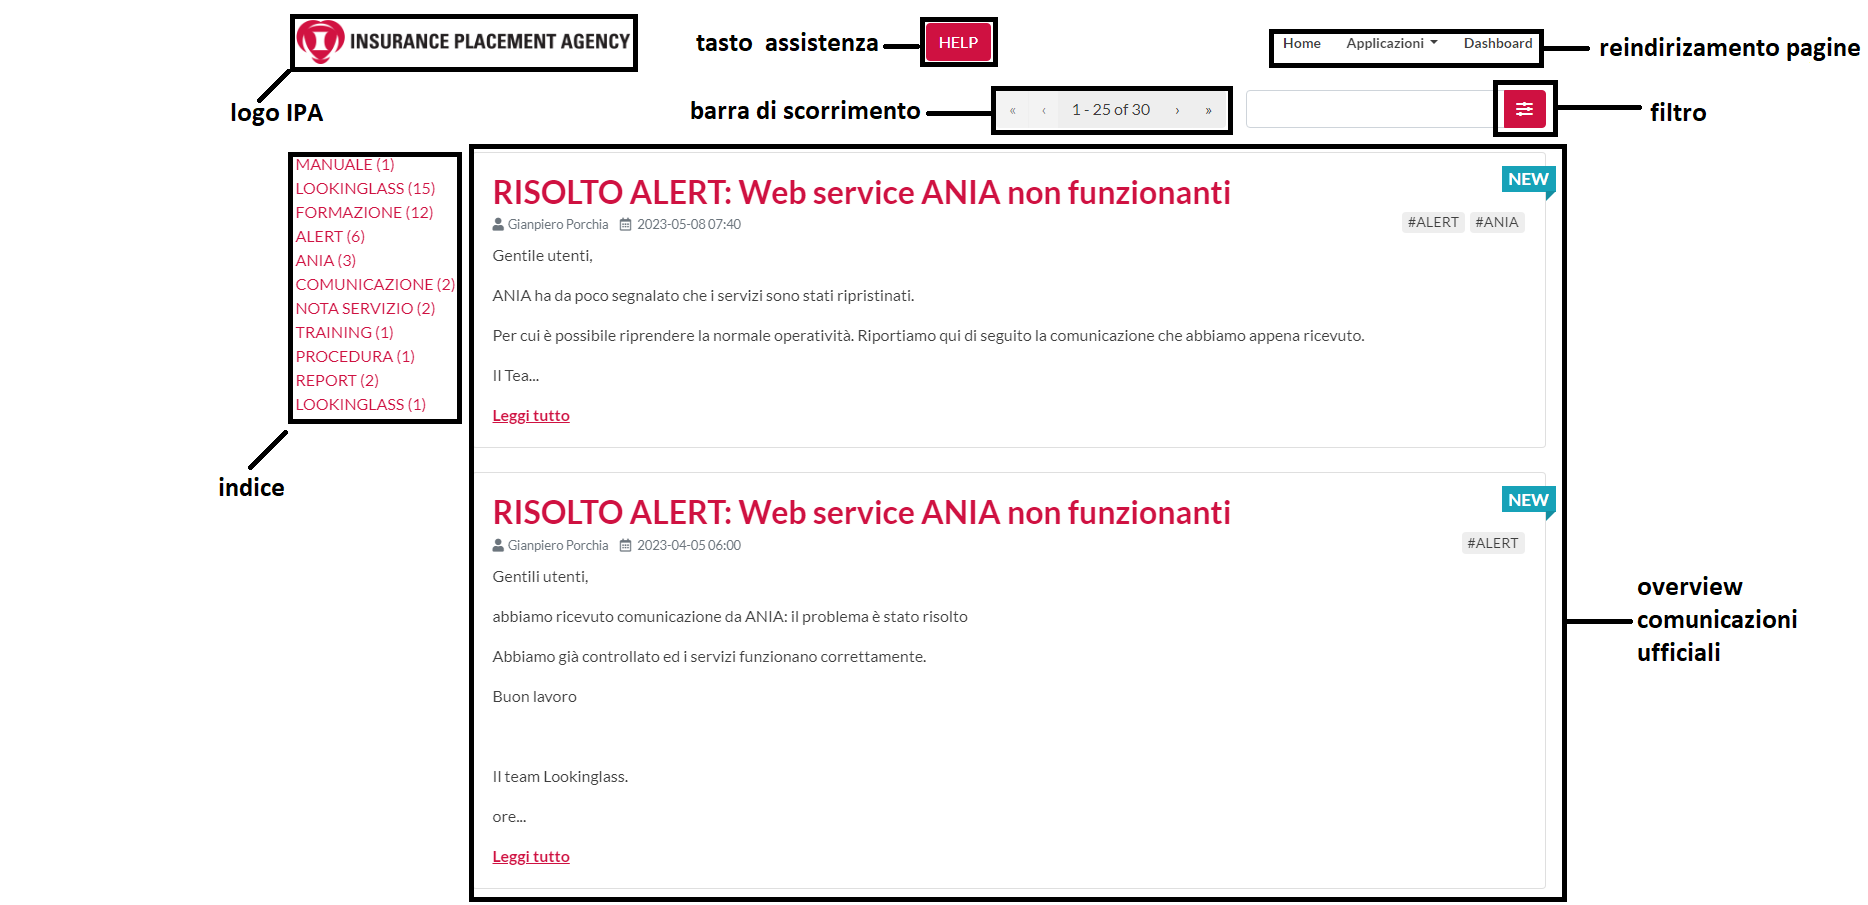 INSURANCE PLACEMENT AGENCY
tasto assistenza
HELP
Home Applicazioni Dashboard
reindirizamento pagine
logo IPA
barra di scorrimento
« ‹ 1 - 25 of 30 › »
filtro
MANUALE (1)
LOOKINGLASS (15)
FORMAZIONE (12)
ALERT (6)
ANIA (3)
COMUNICAZIONE (2)
NOTA SERVIZIO (2)
TRAINING (1)
PROCEDURA (1)
REPORT (2)
LOOKINGLASS (1)
indice
RISOLTO ALERT: Web service ANIA non funzionanti
NEW
Gianpiero Porchia 2023-05-08 07:40
#ALERT #ANIA
Gentile utenti,
ANIA ha da poco segnalato che i servizi sono stati ripristinati.
Per cui è possibile riprendere la normale operatività. Riportiamo qui di seguito la comunicazione che abbiamo appena ricevuto.
Il Tea...
Leggi tutto
RISOLTO ALERT: Web service ANIA non funzionanti
NEW
Gianpiero Porchia 2023-04-05 06:00
#ALERT
Gentili utenti,
abbiamo ricevuto comunicazione da ANIA: il problema è stato risolto
Abbiamo già controllato ed i servizi funzionano correttamente.
Buon lavoro
Il team Lookinglass.
ore...
Leggi tutto
overview
comunicazioni
ufficiali